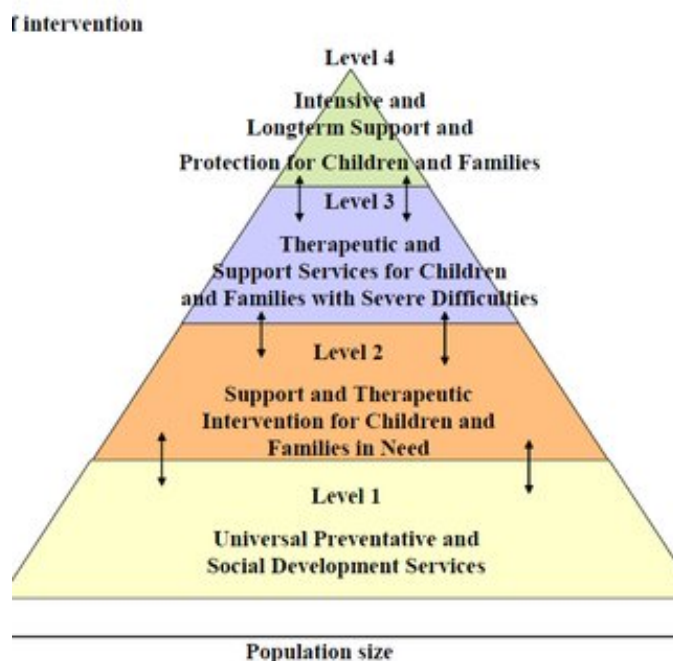 of intervention
Level 4
Intensive and
Longterm Support and
Protection for Children and Families
Level 3
Therapeutic and
Support Services for Children
and Families with Severe Difficulties
Level 2
Support and Therapeutic
Intervention for Children and
Families in Need
Level 1
Universal Preventative and
Social Development Services
Population size